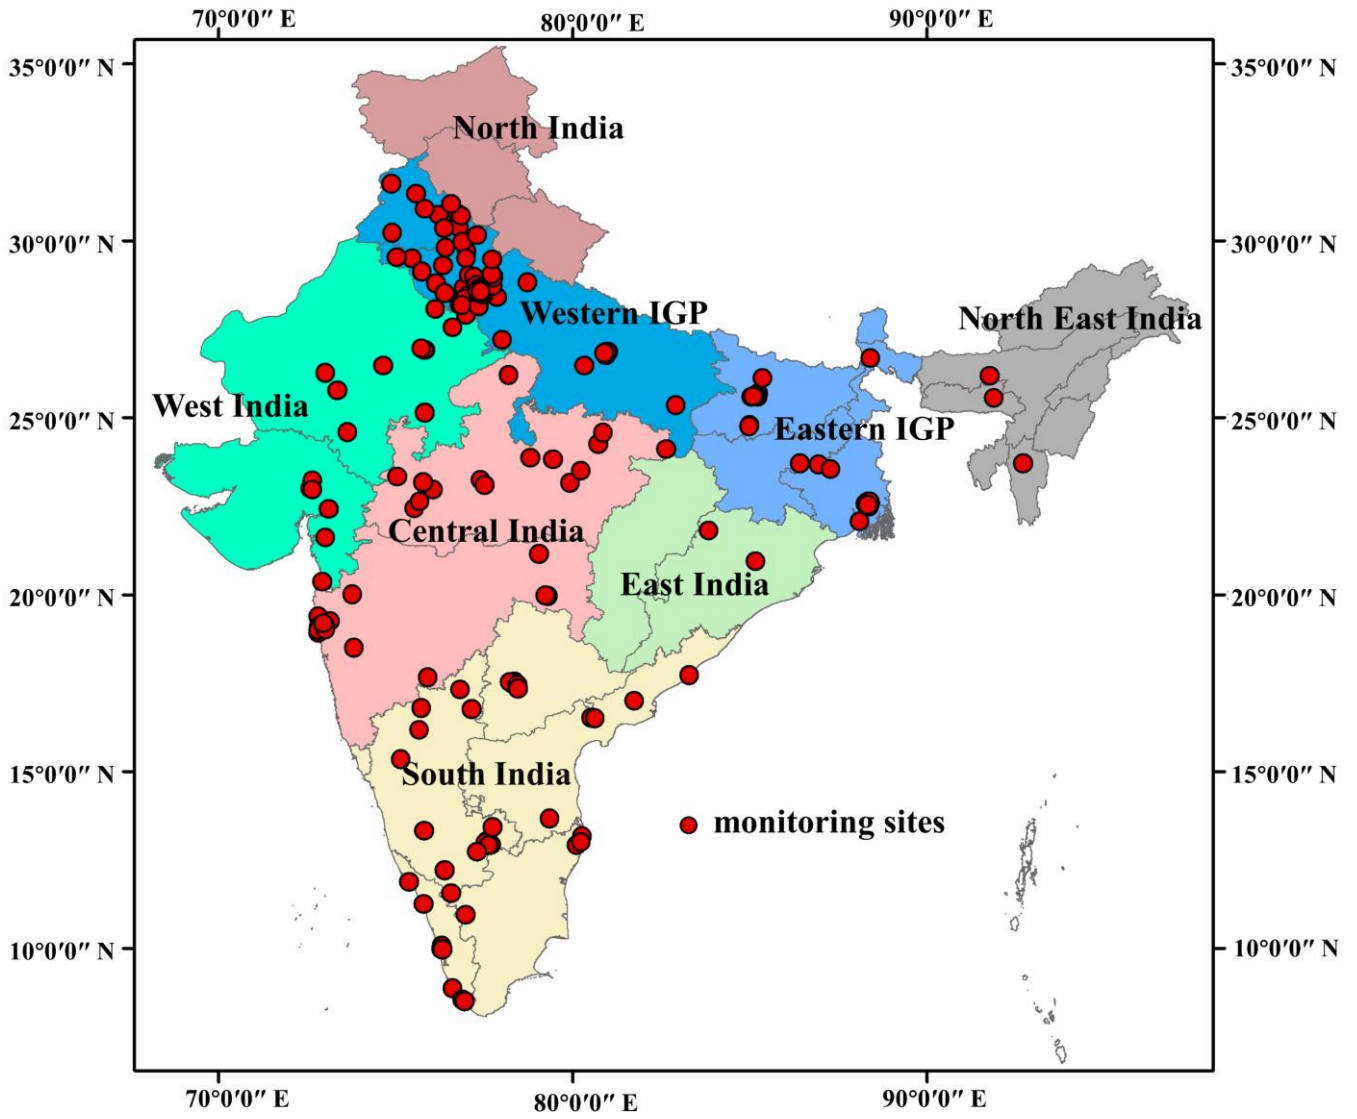 70°0′0″ E 80°0′0″ E 90°0′0″ E
35°0′0″ N 35°0′0″ N
North India
30°0′0″ N 30°0′0″ N
Western IGP
North East India
West India
25°0′0″ N 25°0′0″ N
Eastern IGP
Central India
East India
20°0′0″ N 20°0′0″ N
15°0′0″ N 15°0′0″ N
South India
monitoring sites
10°0′0″ N 10°0′0″ N
70°0′0″ E 80°0′0″ E 90°0′0″ E